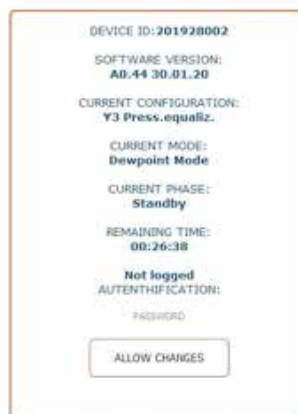 DEVICE ID:201928002
SOFTWARE VERSION:
A0.44 30.01.20
CURRENT CONFIGURATION:
Y3 Press.equaliz.
CURRENT MODE:
Dewpoint Mode
CURRENT PHASE:
Standby
REMAINING TIME:
00:26:38
Not logged
AUTENTHIFICATION:
PASSWORD
ALLOW CHANGES